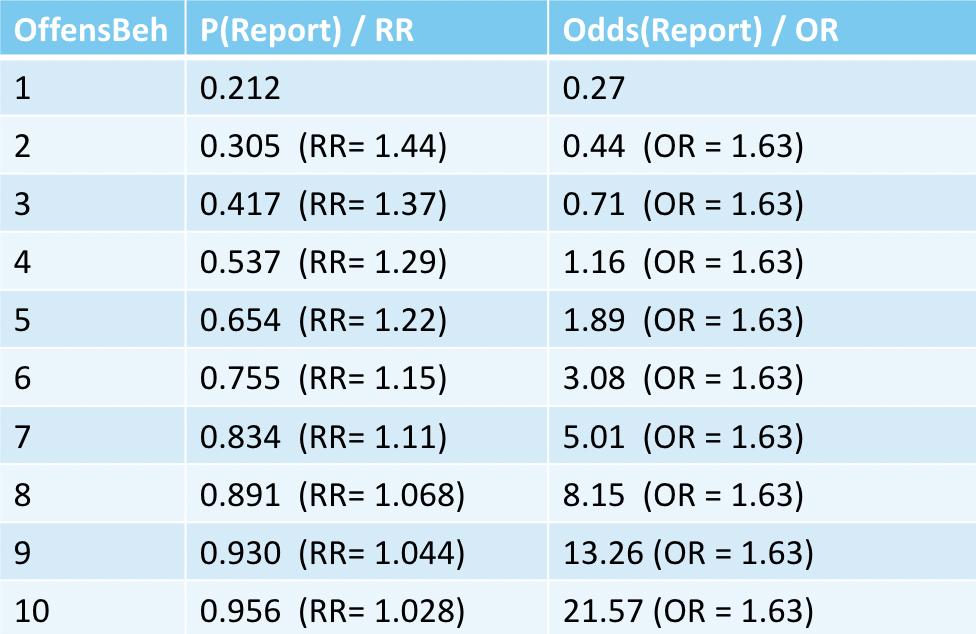 OffensBeh P(Report) / RR Odds(Report) / OR
1 0.212 0.27
2 0.305 (RR= 1.44) 0.44 (OR = 1.63)
3 0.417 (RR= 1.37) 0.71 (OR = 1.63)
4 0.537 (RR= 1.29) 1.16 (OR = 1.63)
5 0.654 (RR= 1.22) 1.89 (OR = 1.63)
6 0.755 (RR= 1.15) 3.08 (OR = 1.63)
7 0.834 (RR= 1.11) 5.01 (OR = 1.63)
8 0.891 (RR= 1.068) 8.15 (OR = 1.63)
9 0.930 (RR= 1.044) 13.26 (OR = 1.63)
10 0.956 (RR= 1.028) 21.57 (OR = 1.63)